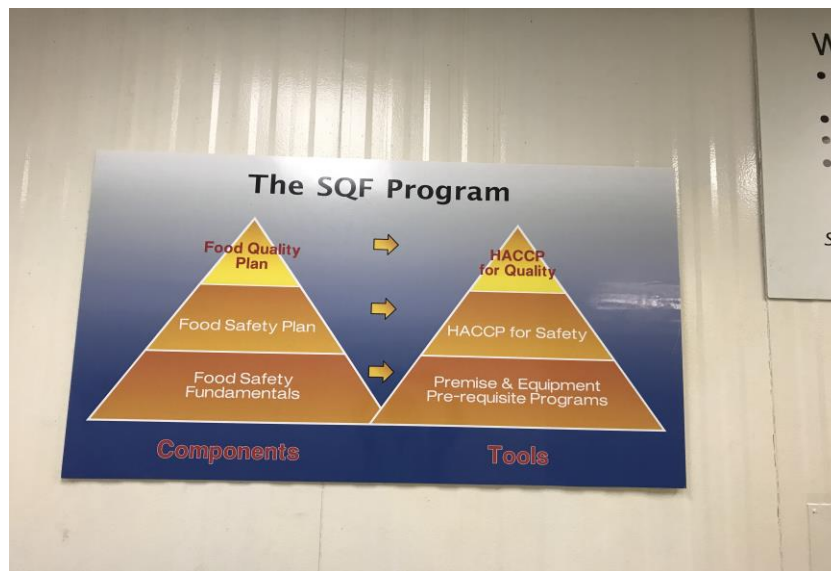 The SQF Program
Food Quality
Plan
Food Safety Plan
Food Safety
Fundamentals
Components
HACCP
for Quality
HACCP for Safety
Premise & Equipment
Pre-requisite Programs
Tools
W